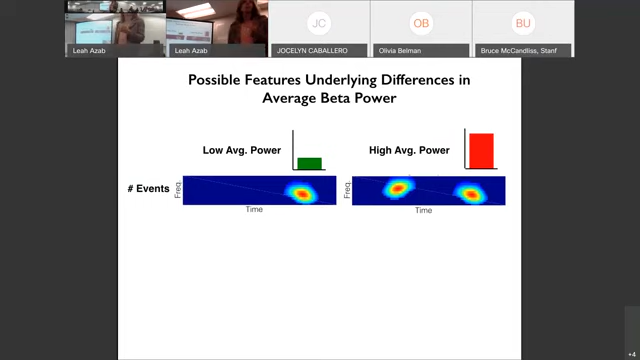 JC
OB
BU
Leah Azab
Leah Azab
JOCELYN CABALLERO
Olivia Belman
Bruce McCandliss, Stanf
Possible Features Underlying Differences in
Average Beta Power
Low Avg. Power
High Avg. Power
# Events
Freq.
Freq.
Time
Time
+4